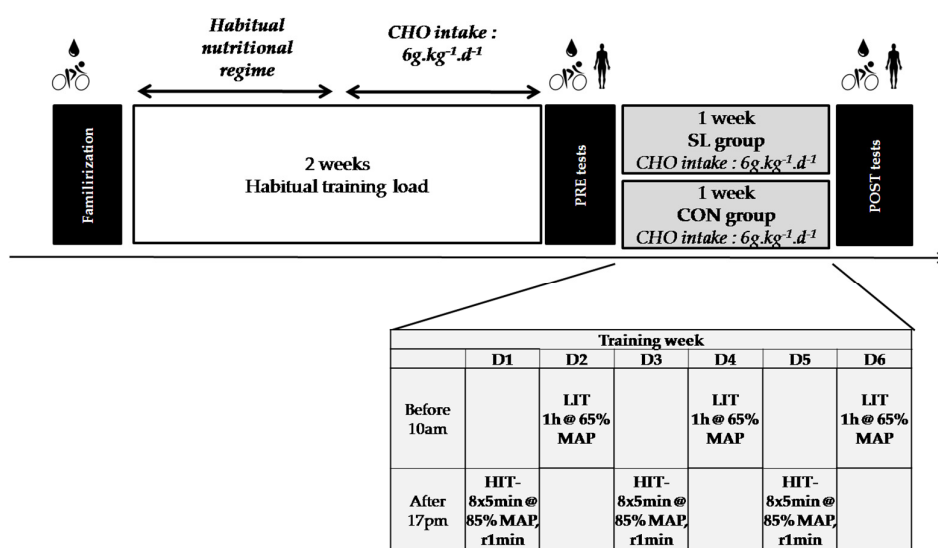 Habitual
nutritional
regime
CHO intake :
6g.kg⁻¹.d⁻¹
Familirization
2 weeks
Habitual training load
PRE tests
1 week
SL group
CHO intake : 6g.kg⁻¹.d⁻¹
1 week
CON group
CHO intake : 6g.kg⁻¹.d⁻¹
POST tests
Training week
D1 D2 D3 D4 D5 D6
Before
10am
LIT
1h@ 65%
MAP
LIT
1h@ 65%
MAP
LIT
1h@ 65%
MAP
After
17pm
HIT-
8x5min@
85% MAP,
r1min
HIT-
8x5min@
85% MAP,
r1min
HIT-
8x5min@
85% MAP,
r1min